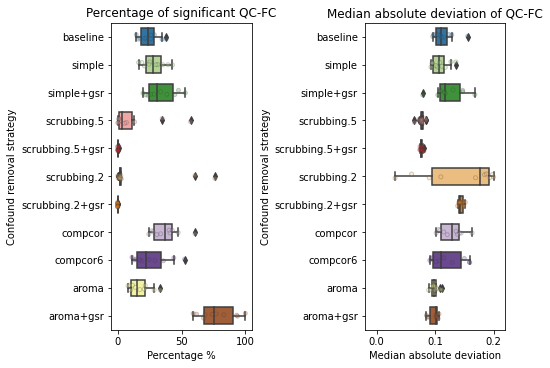 Percentage of significant QC-FC
Confound removal strategy
baseline
simple
simple+gsr
scrubbing.5
scrubbing.5+gsr
scrubbing.2
scrubbing.2+gsr
compcor
compcor6
aroma
aroma+gsr
0
50
100
Percentage %
Median absolute deviation of QC-FC
Confound removal strategy
baseline
simple
simple+gsr
scrubbing.5
scrubbing.5+gsr
scrubbing.2
scrubbing.2+gsr
compcor
compcor6
aroma
aroma+gsr
0.0
0.1
0.2
Median absolute deviation